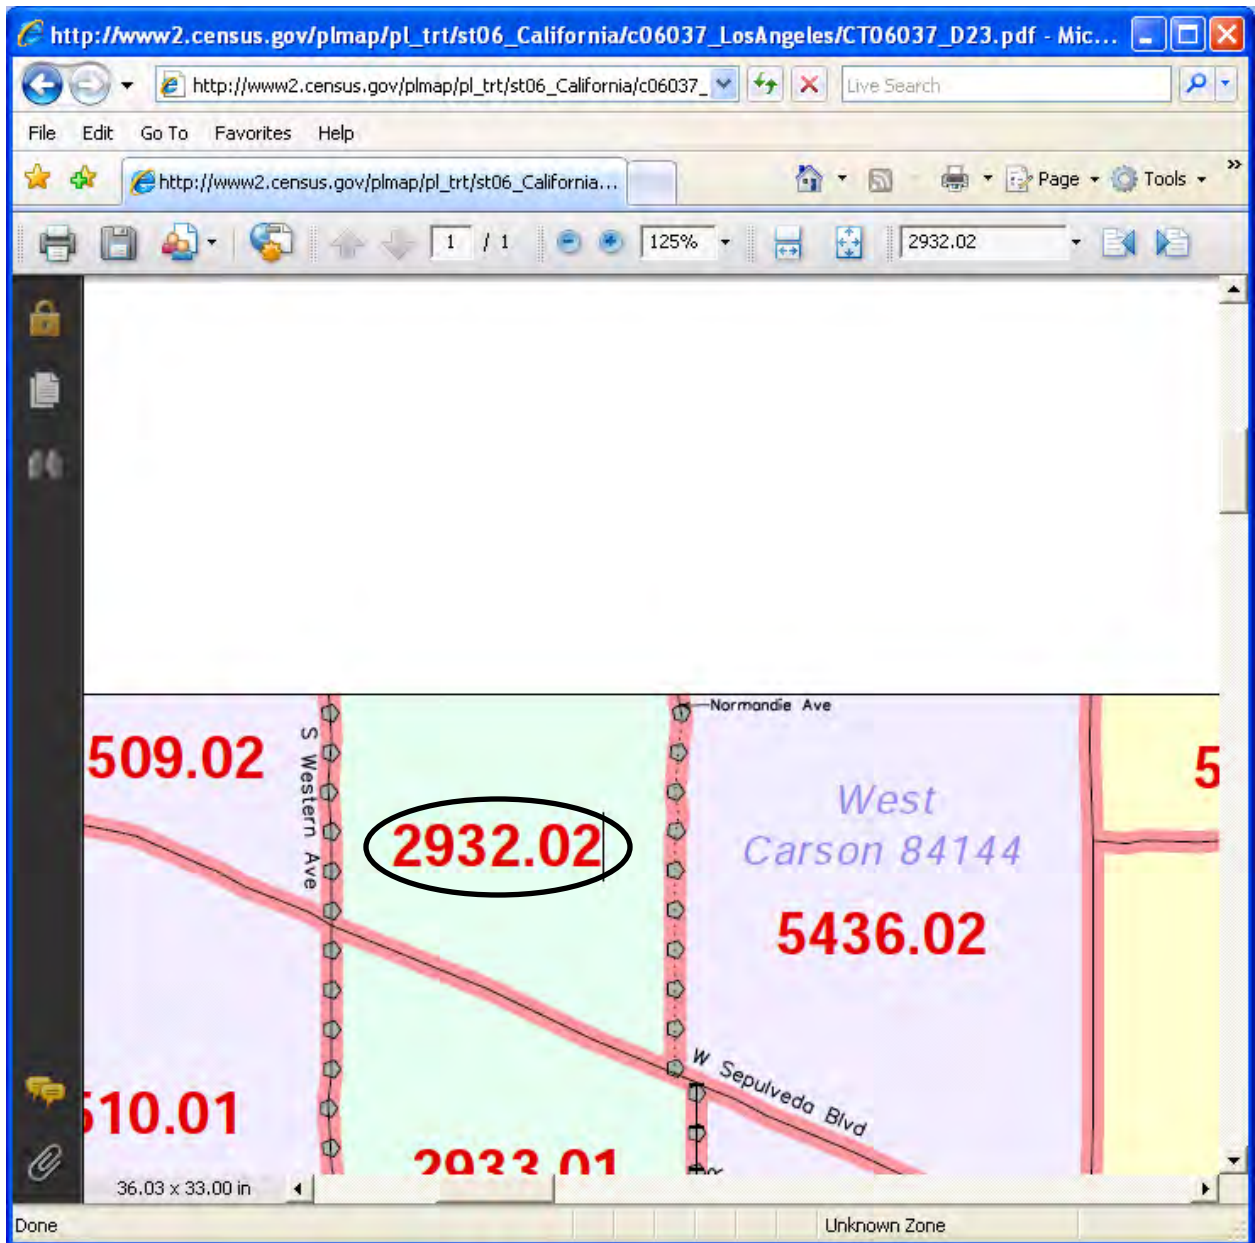 http://www2.census.gov/plmap/pl_trt/st06_California/c06037_LosAngeles/CT06037_D23.pdf - Mic...
http://www2.census.gov/plmap/pl_trt/st06_California/c06037_
Live Search
File Edit Go To Favorites Help
http://www2.census.gov/plmap/pl_trt/st06_California...
Page Tools »
1 / 1 125% 2932.02
Normandie Ave
509.02
S Western Ave
5
West
2932.02
Carson 84144
5436.02
W Sepulveda Blvd
510.01
2933.01
36.03 x 33.00 in
Done Unknown Zone